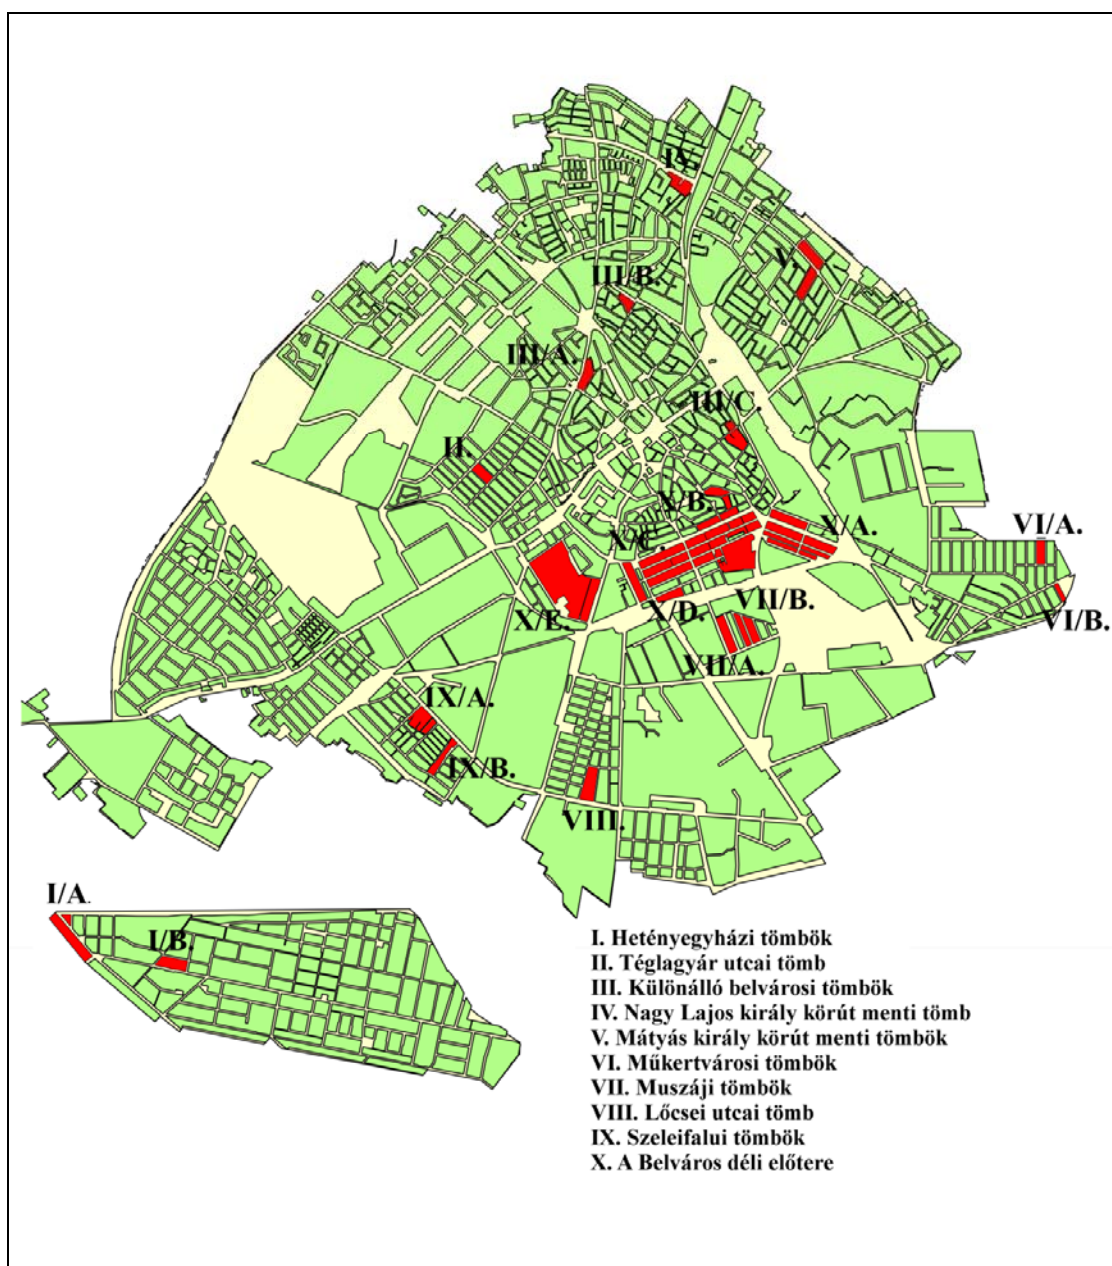 IV.
V.
III/B.
III/A.
III/C.
II.
X/B.
X/A.
VI/A.
X/C.
VII/B.
VI/B.
X/E.
X/D.
VII/A.
IX/A.
IX/B.
VIII.
I/A.
I/B.
I. Hetényegyházi tömbök
II. Téglagyár utcai tömb
III. Különálló belvárosi tömbök
IV. Nagy Lajos király körút menti tömb
V. Mátyás király körút menti tömbök
VI. Műkertvárosi tömbök
VII. Muszáji tömbök
VIII. Lőcsei utcai tömb
IX. Szeleifalui tömbök
X. A Belváros déli előtere